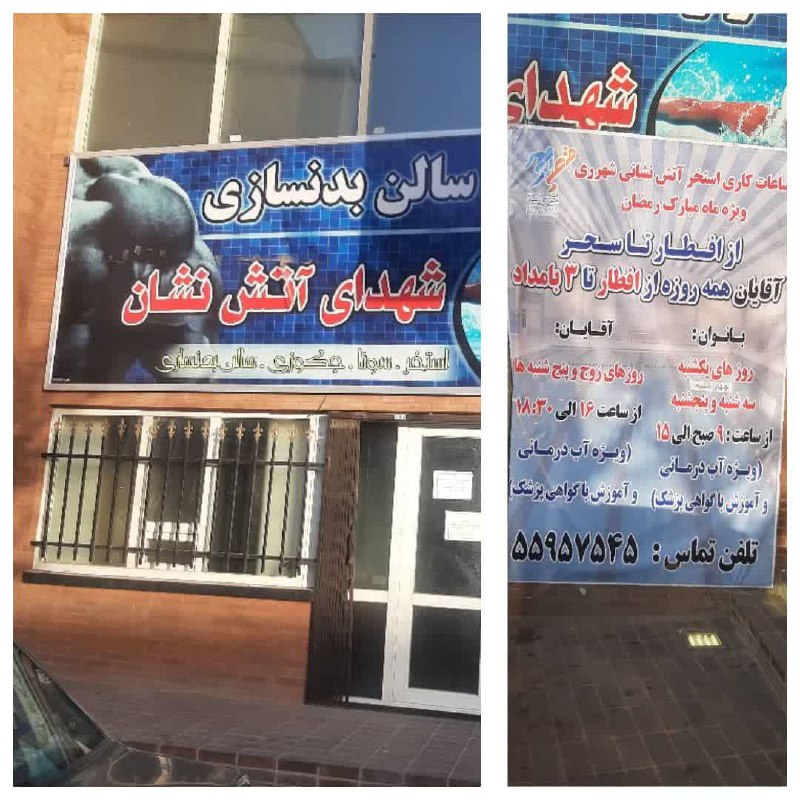 سالن بدنسازی
شهدای آتش نشان
استخر . سونا . جکوزی . سالن بدنسازی
شهدای
ساعات کاری استخر آتش نشانی شهرری
ویژه ماه مبارک رمضان
از افطار تا سحر
آقایان همه روزه از افطار تا ۳ بامداد
بانوان :
روز های یکشنبه
چهارشنبه
سه شنبه و پنجشنبه
از ساعت : ۹ صبح الی ۱۵
(ویژه آب درمانی
و آموزش با گواهی پزشک)
آقایان :
روزهای زوج و پنج شنبه ها
از ساعت ۱۶ الی ۱۸:۳۰
(ویژه آب درمانی
و آموزش با گواهی پزشک)
تلفن تماس : ۵۵۹۵۷۵۴۵